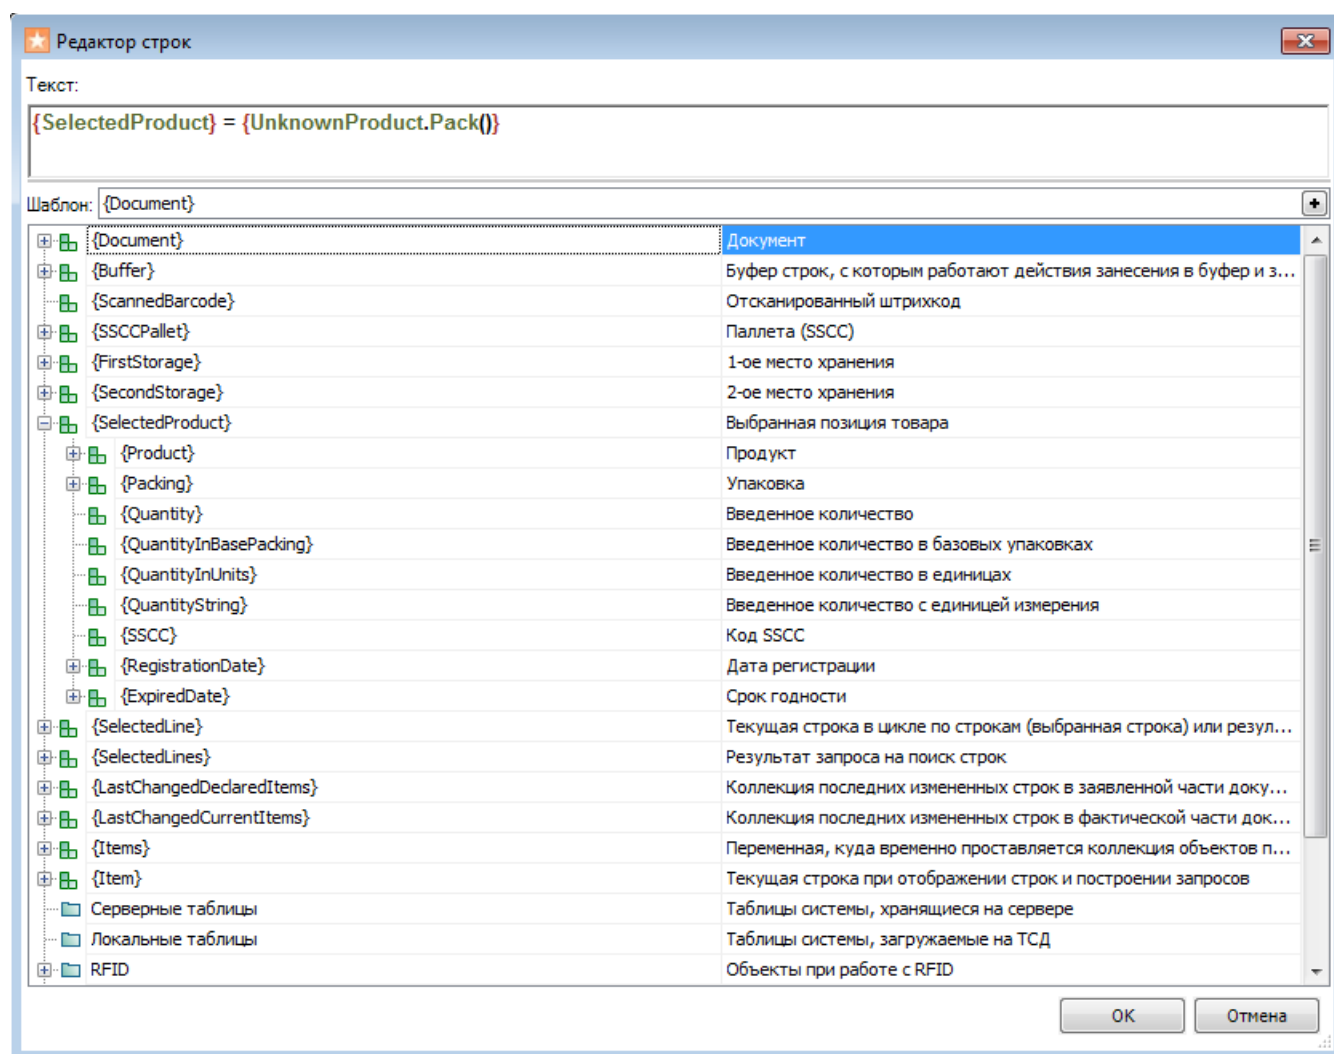 Редактор строк
Текст:
{SelectedProduct} = {UnknownProduct.Pack()}
Шаблон: {Document}
{Document} Документ
{Buffer} Буфер строк, с которым работают действия занесения в буфер и з...
{ScannedBarcode} Отсканированный штрихкод
{SSCCPallet} Паллета (SSCC)
{FirstStorage} 1-ое место хранения
{SecondStorage} 2-ое место хранения
{SelectedProduct} Выбранная позиция товара
{Product} Продукт
{Packing} Упаковка
{Quantity} Введенное количество
{QuantityInBasePacking} Введенное количество в базовых упаковках
{QuantityInUnits} Введенное количество в единицах
{QuantityString} Введенное количество с единицей измерения
{SSCC} Код SSCC
{RegistrationDate} Дата регистрации
{ExpiredDate} Срок годности
{SelectedLine} Текущая строка в цикле по строкам (выбранная строка) или резул...
{SelectedLines} Результат запроса на поиск строк
{LastChangedDeclaredItems} Коллекция последних измененных строк в заявленной части доку...
{LastChangedCurrentItems} Коллекция последних измененных строк в фактической части док...
{Items} Переменная, куда временно проставляется коллекция объектов п...
{Item} Текущая строка при отображении строк и построении запросов
Серверные таблицы Таблицы системы, хранящиеся на сервере
Локальные таблицы Таблицы системы, загружаемые на ТСД
RFID Объекты при работе с RFID
ОК Отмена